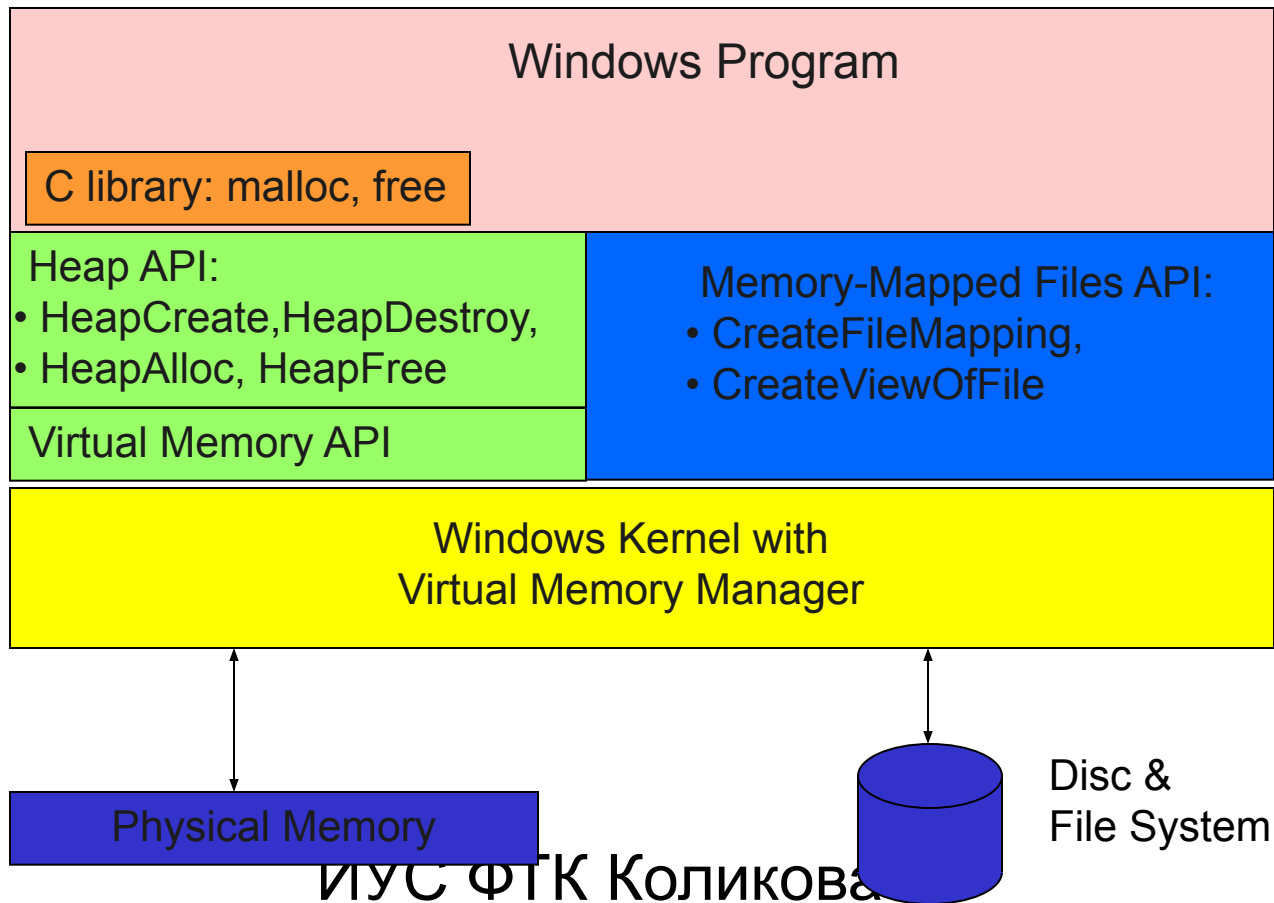 Windows Program
C library: malloc, free
Heap API:
• HeapCreate,HeapDestroy,
• HeapAlloc, HeapFree
Virtual Memory API
Memory-Mapped Files API:
• CreateFileMapping,
• CreateViewOfFile
Windows Kernel with
Virtual Memory Manager
Physical Memory
Disc &
File System
ИУС ФТК Коликова